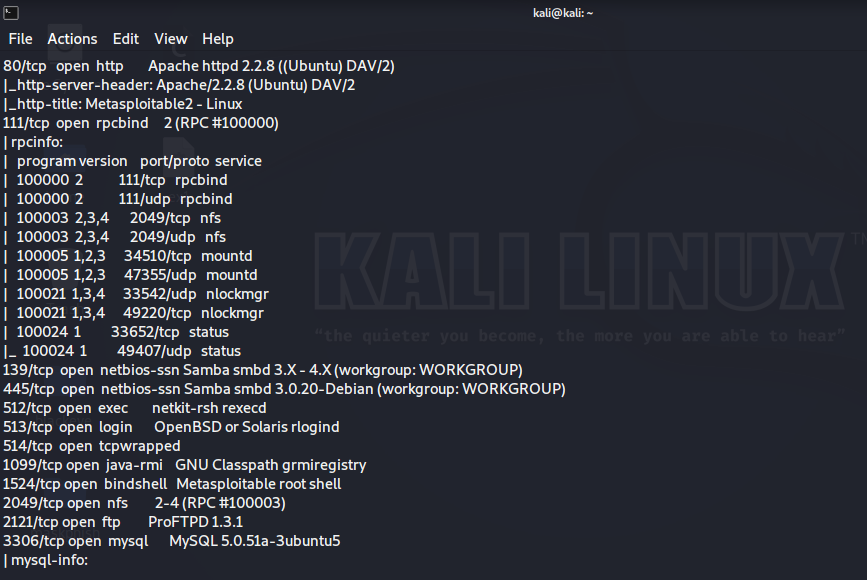 kali@kali: ~
File Actions Edit View Help
80/tcp open http Apache httpd 2.2.8 ((Ubuntu) DAV/2)
|_http-server-header: Apache/2.2.8 (Ubuntu) DAV/2
|_http-title: Metasploitable2 - Linux
111/tcp open rpcbind 2 (RPC #100000)
| rpcinfo:
| program version port/proto service
| 100000 2 111/tcp rpcbind
| 100000 2 111/udp rpcbind
| 100003 2,3,4 2049/tcp nfs
| 100003 2,3,4 2049/udp nfs
| 100005 1,2,3 34510/tcp mountd
| 100005 1,2,3 47355/udp mountd
| 100021 1,3,4 33542/udp nlockmgr
| 100021 1,3,4 49220/tcp nlockmgr
| 100024 1 33652/tcp status
|_ 100024 1 49407/udp status
139/tcp open netbios-ssn Samba smbd 3.X - 4.X (workgroup: WORKGROUP)
445/tcp open netbios-ssn Samba smbd 3.0.20-Debian (workgroup: WORKGROUP)
512/tcp open exec netkit-rsh rexecd
513/tcp open login OpenBSD or Solaris rlogind
514/tcp open tcpwrapped
1099/tcp open java-rmi GNU Classpath grmiregistry
1524/tcp open bindshell Metasploitable root shell
2049/tcp open nfs 2-4 (RPC #100003)
2121/tcp open ftp ProFTPD 1.3.1
3306/tcp open mysql MySQL 5.0.51a-3ubuntu5
| mysql-info:
KALI LINUX™
"the quieter you become, the more you are able to hear"